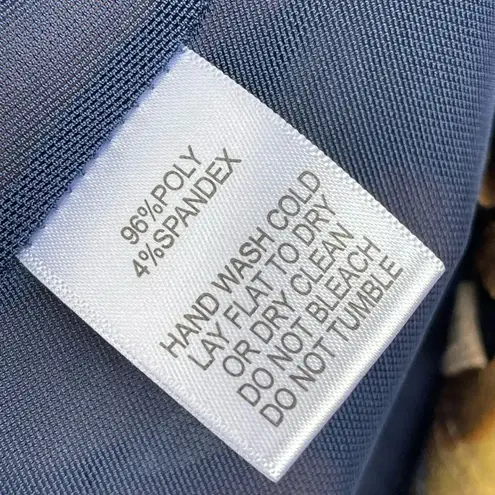 96%POLY
4%SPANDEX
HAND WASH COLD
LAY FLAT TO DRY
OR DRY CLEAN
DO NOT BLEACH
DO NOT TUMBLE